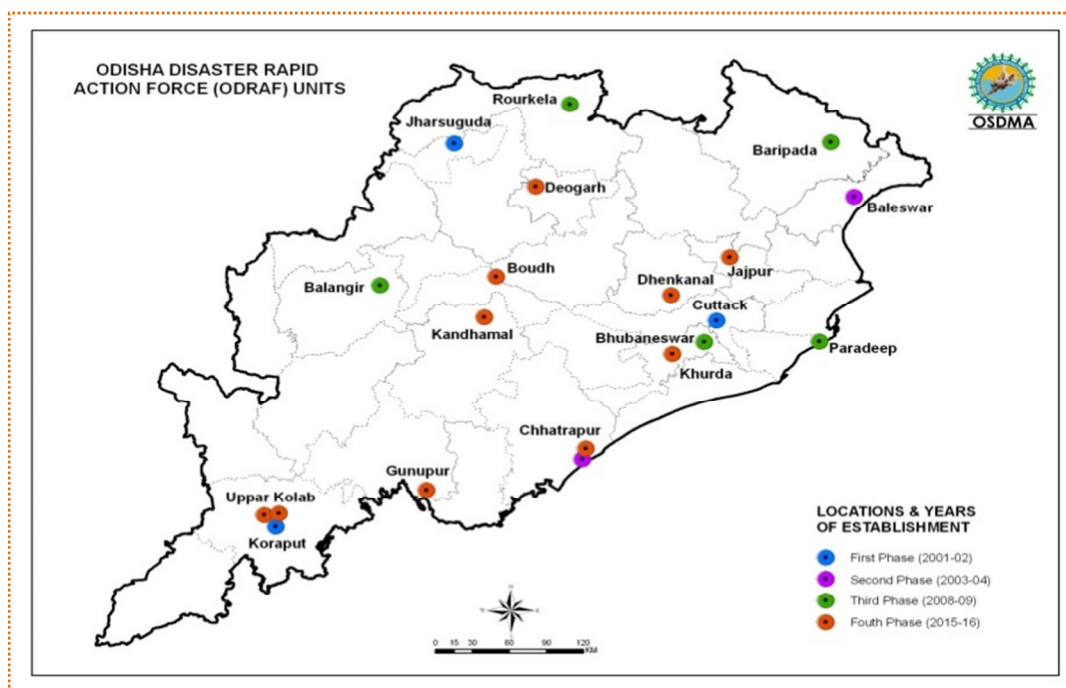 ODISHA DISASTER RAPID
ACTION FORCE (ODRAF) UNITS
OSDMA
Rourkela
Jharsuguda
Baripada
Deogarh
Baleswar
Boudh
Jajpur
Balangir
Dhenkanal
Cuttack
Kandhamal
Bhubaneswar
Paradeep
Khurda
Chhatrapur
Gunupur
Uppar Kolab
Koraput
LOCATIONS & YEARS
OF ESTABLISHMENT
First Phase (2001-02)
Second Phase (2003-04)
Third Phase (2008-09)
Fouth Phase (2015-16)
0 15 30 60 90 120
KM